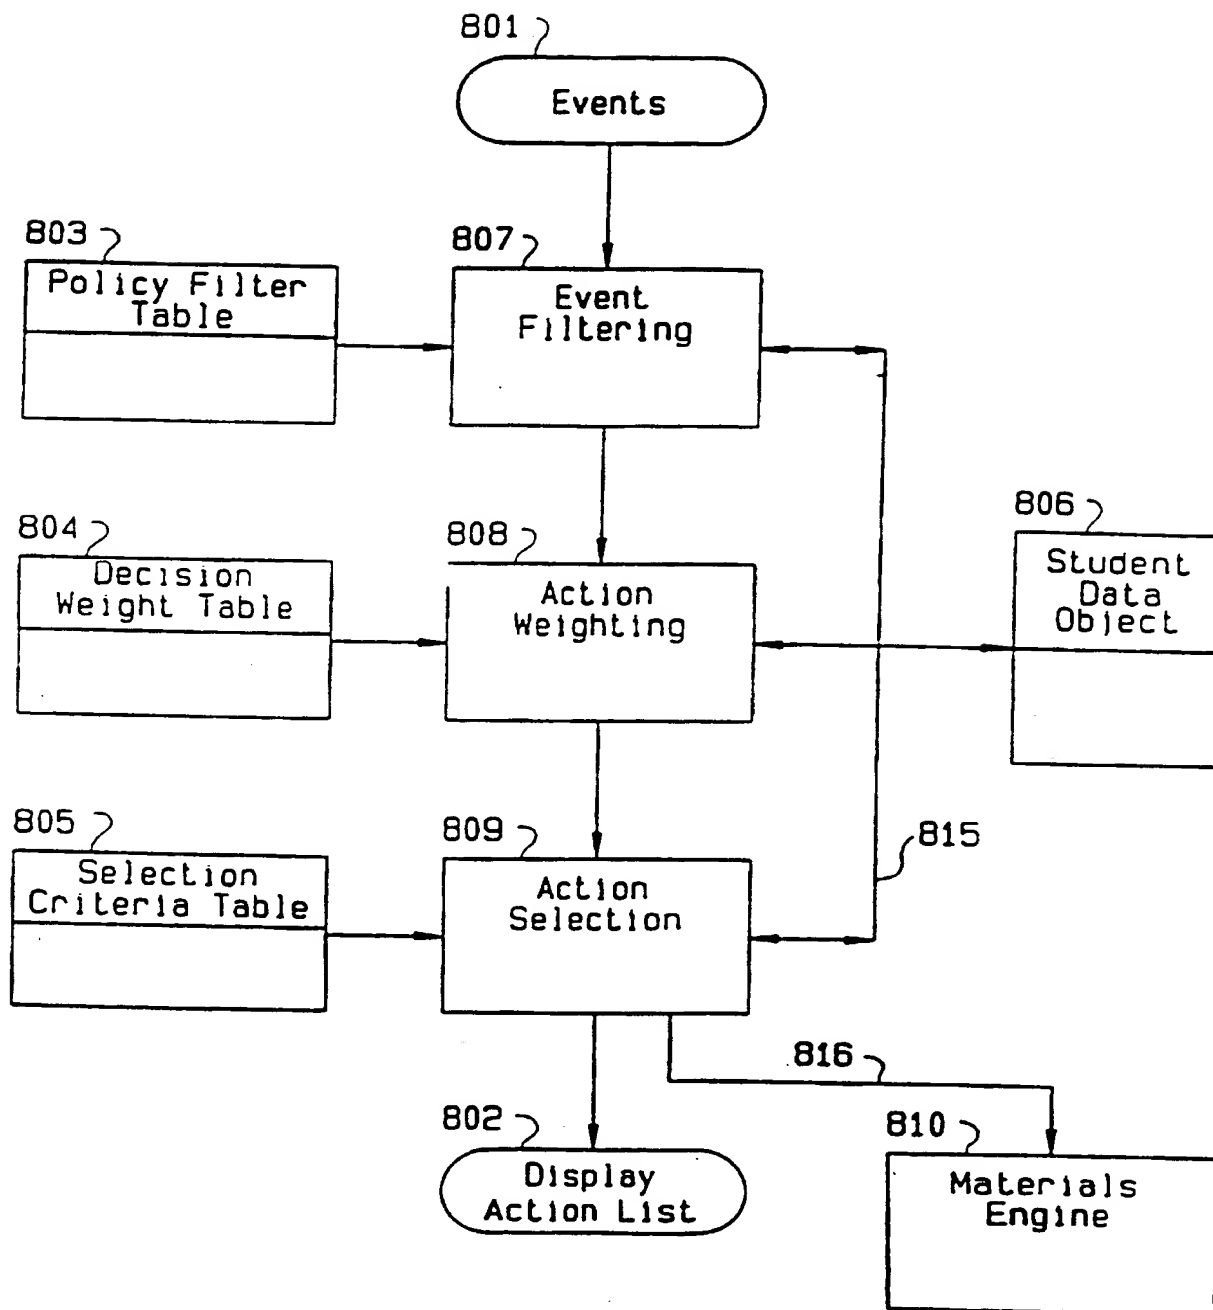 801
Events
803
Policy Filter
Table
807
Event
Filtering
804
Decision
Weight Table
808
Action
Weighting
806
Student
Data
Object
805
Selection
Criteria Table
809
Action
Selection
815
816
802
Display
Action List
810
Materials
Engine